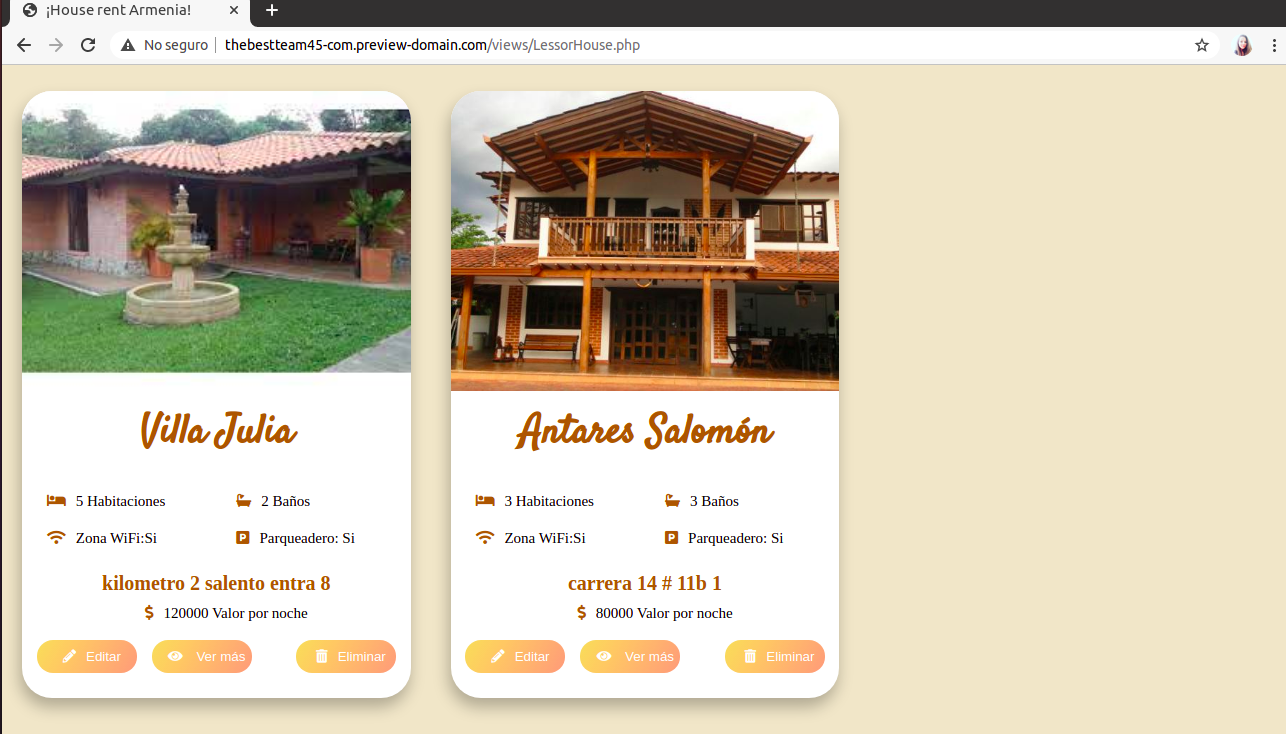 ¡House rent Armenia!
No seguro
thebestteam45-com.preview-domain.com/views/LessorHouse.php
Villa Julia
5 Habitaciones
2 Baños
Zona WiFi:Si
P Parqueadero: Si
kilometro 2 salento entra 8
$ 120000 Valor por noche
Editar
Ver más
Eliminar
Antares Salomón
3 Habitaciones
3 Baños
Zona WiFi:Si
P Parqueadero: Si
carrera 14 # 11b 1
$ 80000 Valor por noche
Editar
Ver más
Eliminar